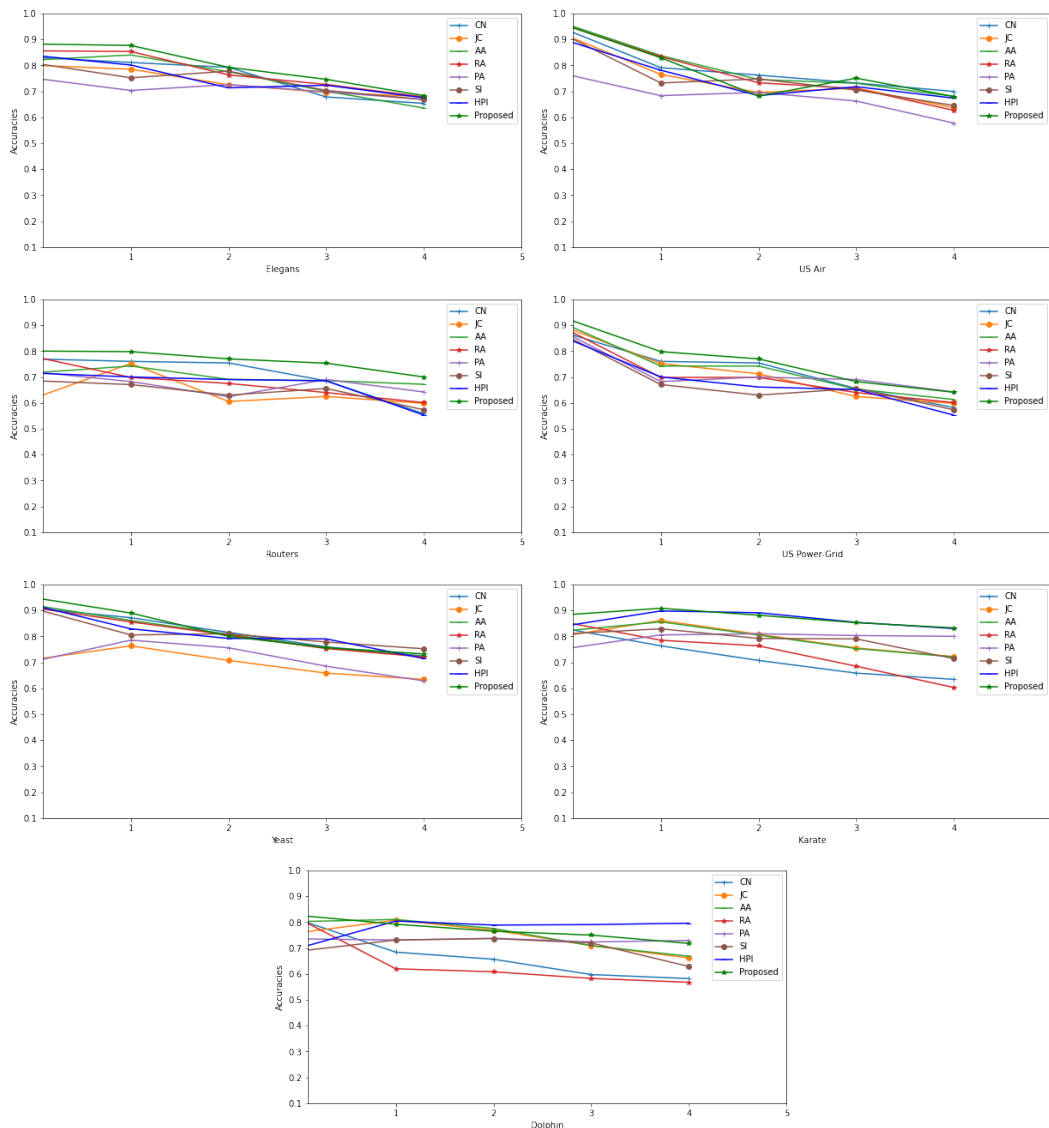 1.0
0.9
0.8
0.7
0.6
0.5
0.4
0.3
0.2
0.1
Accuracies
1 2 3 4 5
Elegans
CN
JC
AA
RA
PA
SI
HPI
Proposed
1.0
0.9
0.8
0.7
0.6
0.5
0.4
0.3
0.2
0.1
Accuracies
1 2 3 4
US Air
CN
JC
AA
RA
PA
SI
HPI
Proposed
1.0
0.9
0.8
0.7
0.6
0.5
0.4
0.3
0.2
0.1
Accuracies
1 2 3 4 5
Routers
CN
JC
AA
RA
PA
SI
HPI
Proposed
1.0
0.9
0.8
0.7
0.6
0.5
0.4
0.3
0.2
0.1
Accuracies
1 2 3 4
US Power-Grid
CN
JC
AA
RA
PA
SI
HPI
Proposed
1.0
0.9
0.8
0.7
0.6
0.5
0.4
0.3
0.2
0.1
Accuracies
1 2 3 4 5
Yeast
CN
JC
AA
RA
PA
SI
HPI
Proposed
1.0
0.9
0.8
0.7
0.6
0.5
0.4
0.3
0.2
0.1
Accuracies
1 2 3 4
Karate
CN
JC
AA
RA
PA
SI
HPI
Proposed
1.0
0.9
0.8
0.7
0.6
0.5
0.4
0.3
0.2
0.1
Accuracies
1 2 3 4 5
Dolphin
CN
JC
AA
RA
PA
SI
HPI
Proposed